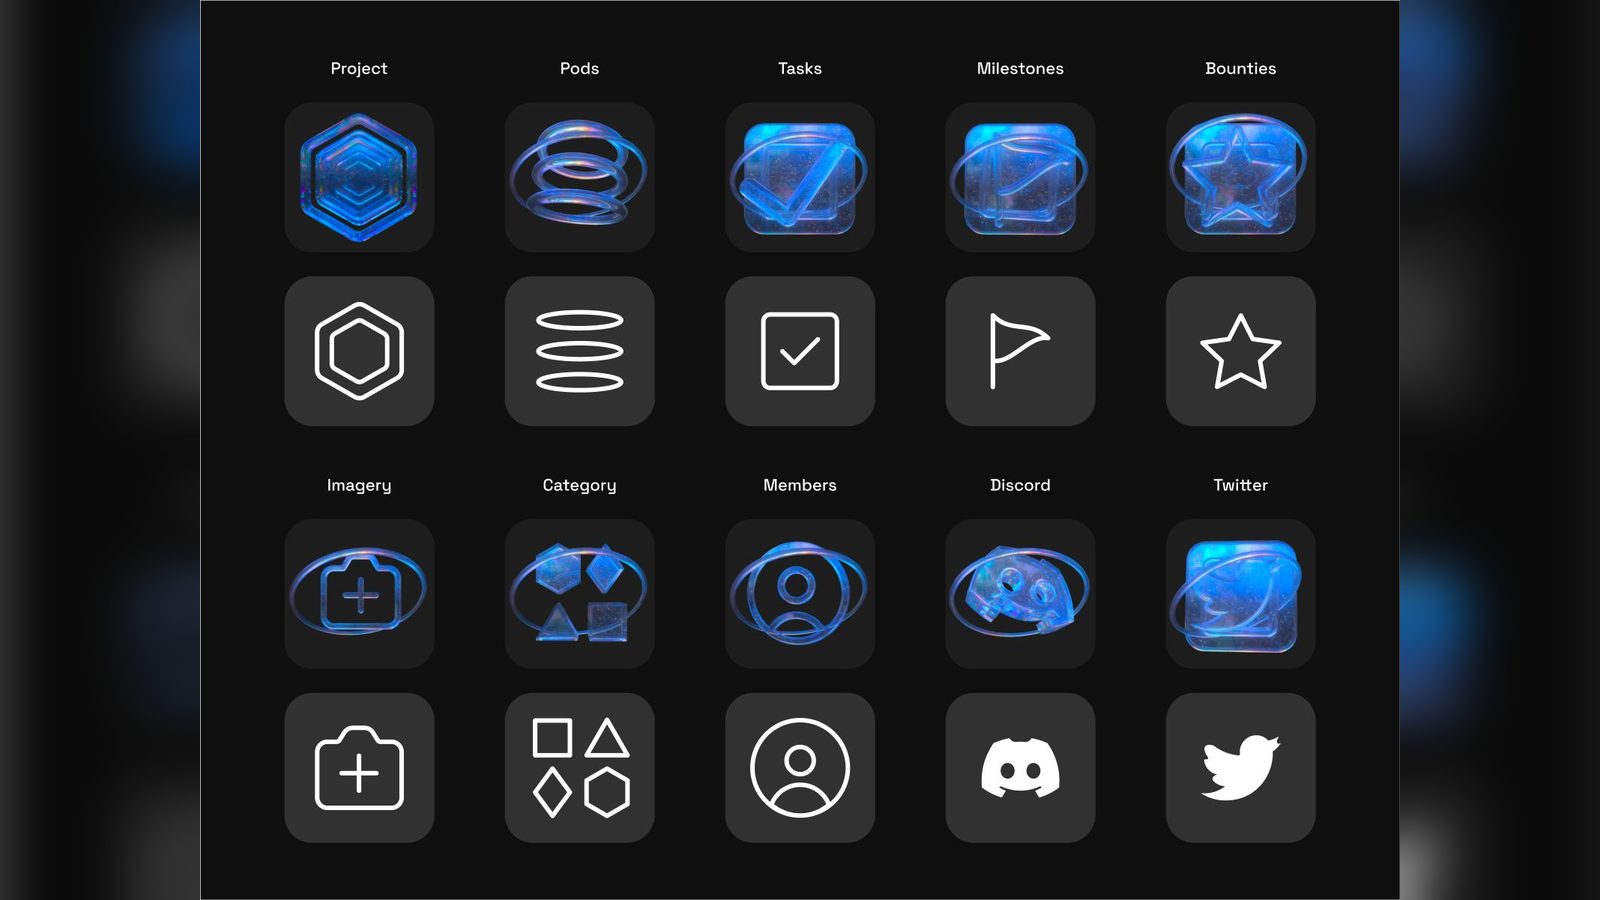 Project
Pods
Tasks
Milestones
Bounties
Imagery
Category
Members
Discord
Twitter